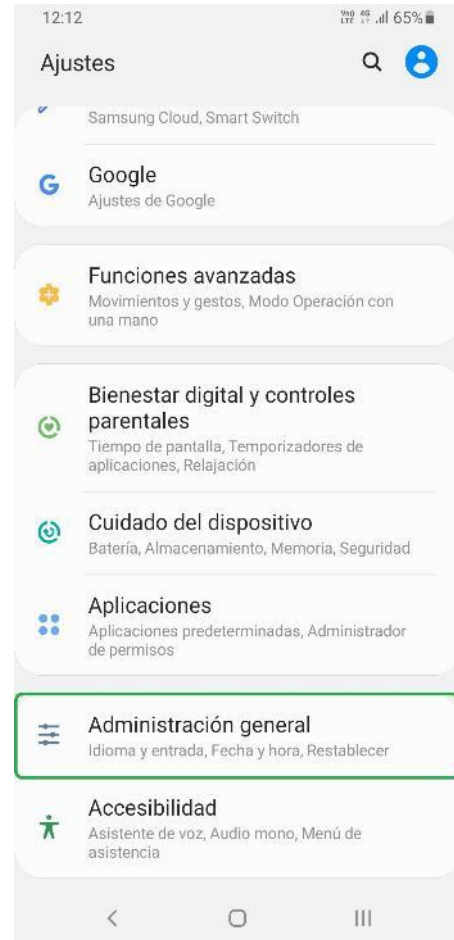 12:12 VoO LTE 4G 65%
Ajustes
Samsung Cloud, Smart Switch
Google
Ajustes de Google
Funciones avanzadas
Movimientos y gestos, Modo Operación con
una mano
Bienestar digital y controles
parentales
Tiempo de pantalla, Temporizadores de
aplicaciones, Relajación
Cuidado del dispositivo
Batería, Almacenamiento, Memoria, Seguridad
Aplicaciones
Aplicaciones predeterminadas, Administrador
de permisos
Administración general
Idioma y entrada, Fecha y hora, Restablecer
Accesibilidad
Asistente de voz, Audio mono, Menú de
asistencia